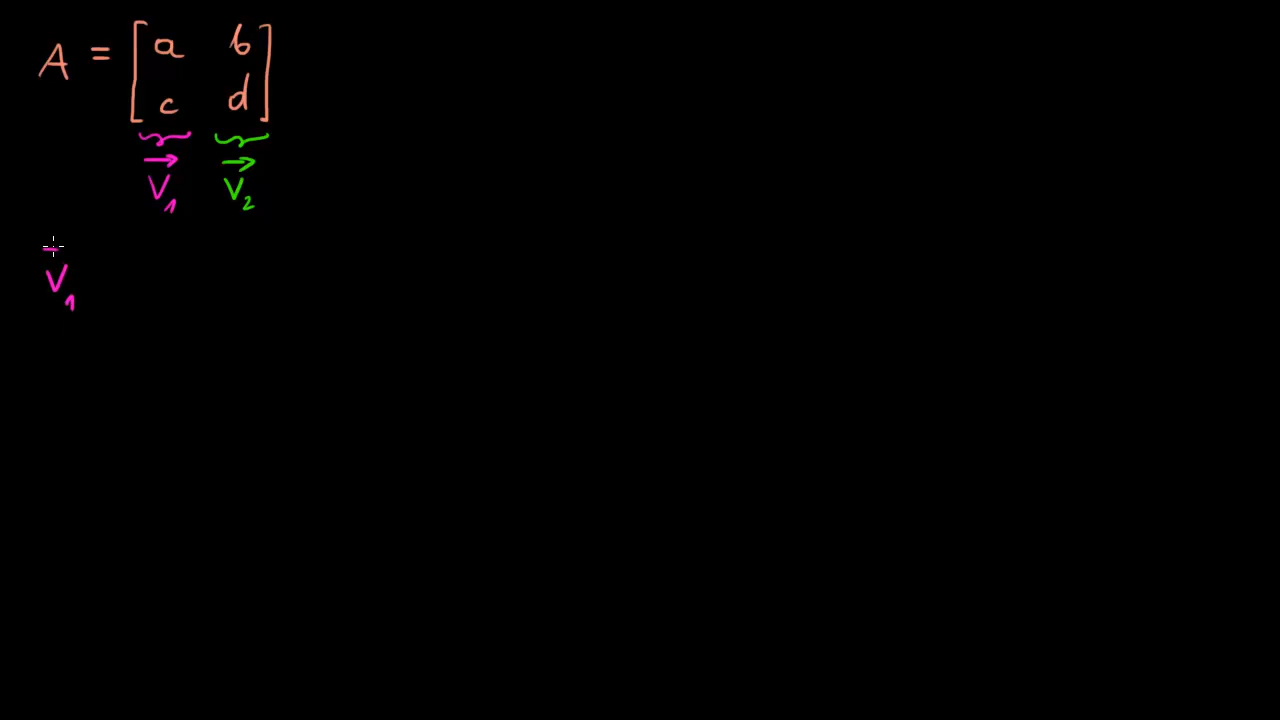 A = [a b
c d]
→ →
V₁ V₂
V₁